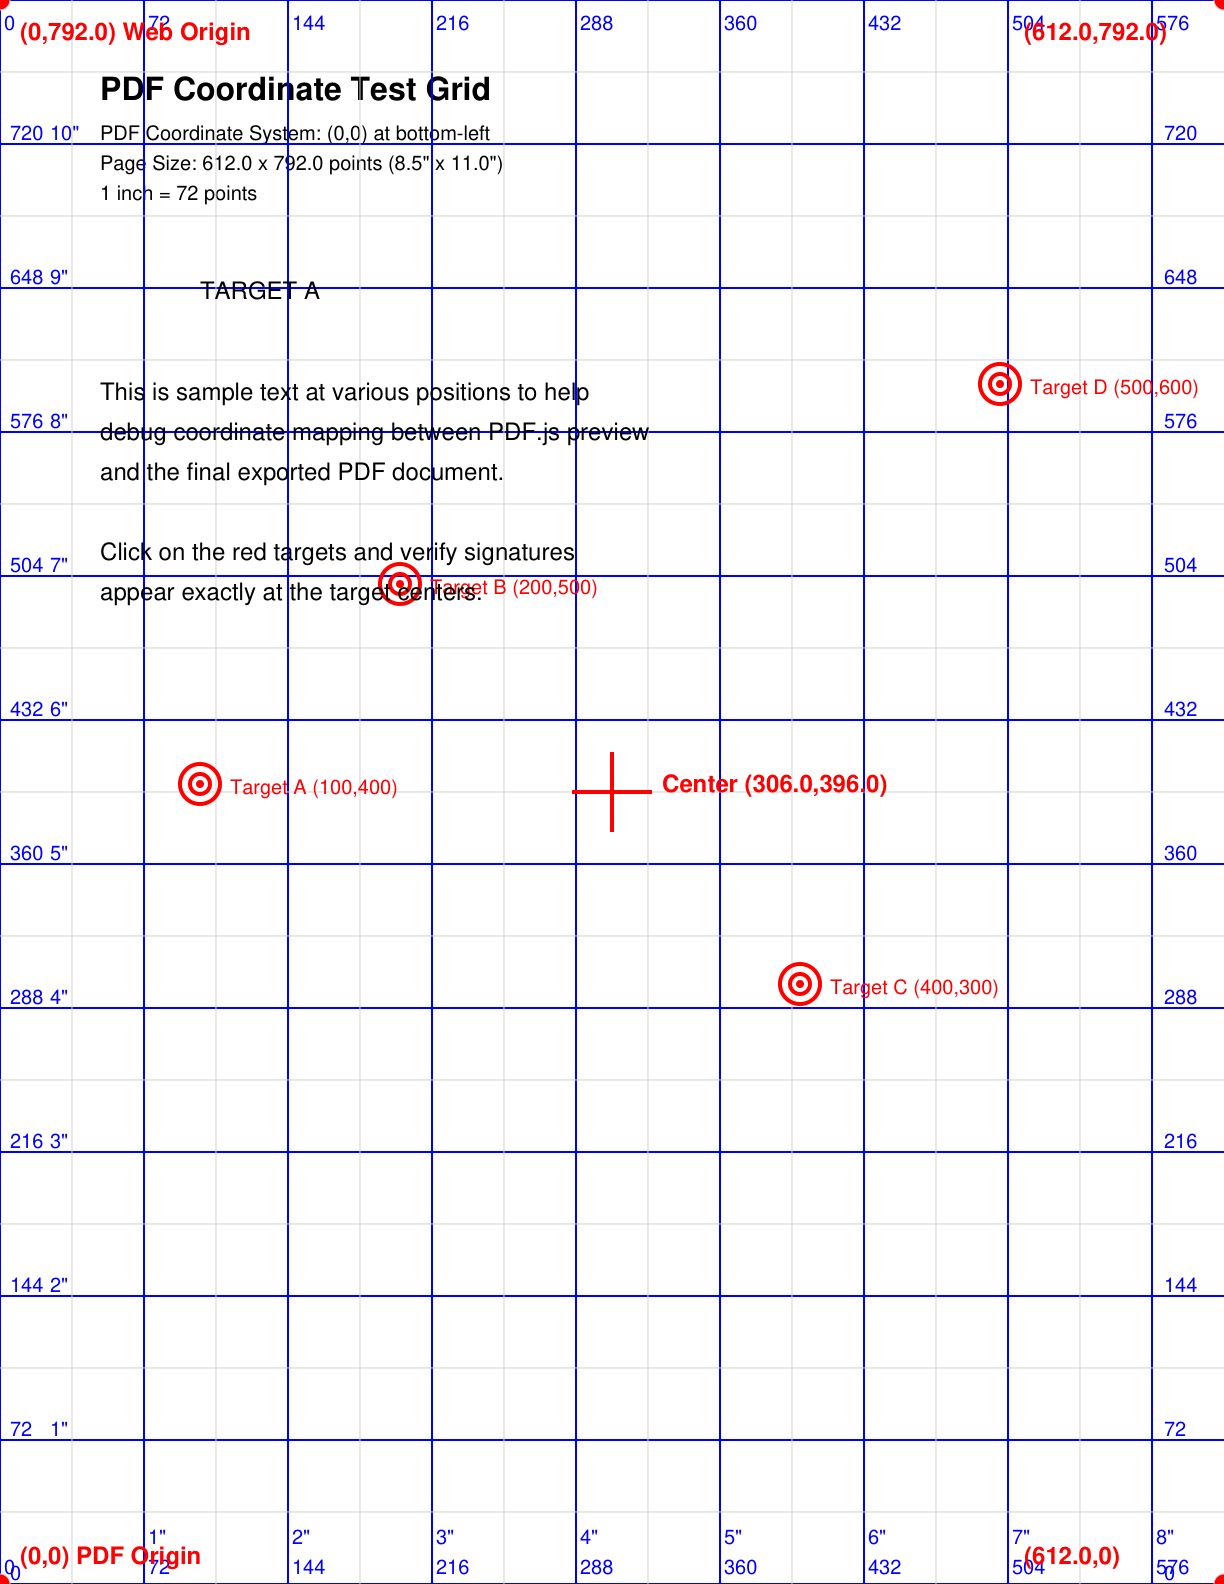 0 72 144 216 288 360 432 504 576
(0,792.0) Web Origin (612.0,792.0)
PDF Coordinate Test Grid
720 10" PDF Coordinate System: (0,0) at bottom-left 720
Page Size: 612.0 x 792.0 points (8.5" x 11.0")
1 inch = 72 points
648 9" 648
TARGET A
This is sample text at various positions to help
Target D (500,600)
576 8" 576
debug coordinate mapping between PDF.js preview
and the final exported PDF document.
Click on the red targets and verify signatures
504 7" 504
Target B (200,500)
appear exactly at the target centers.
432 6" 432
Target A (100,400)
Center (306.0,396.0)
360 5" 360
Target C (400,300)
288 4" 288
216 3" 216
144 2" 144
72 1" 72
1" 2" 3" 4" 5" 6" 7" 8"
(0,0) PDF Origin (612.0,0)
0 72 144 216 288 360 432 504 576
0 0